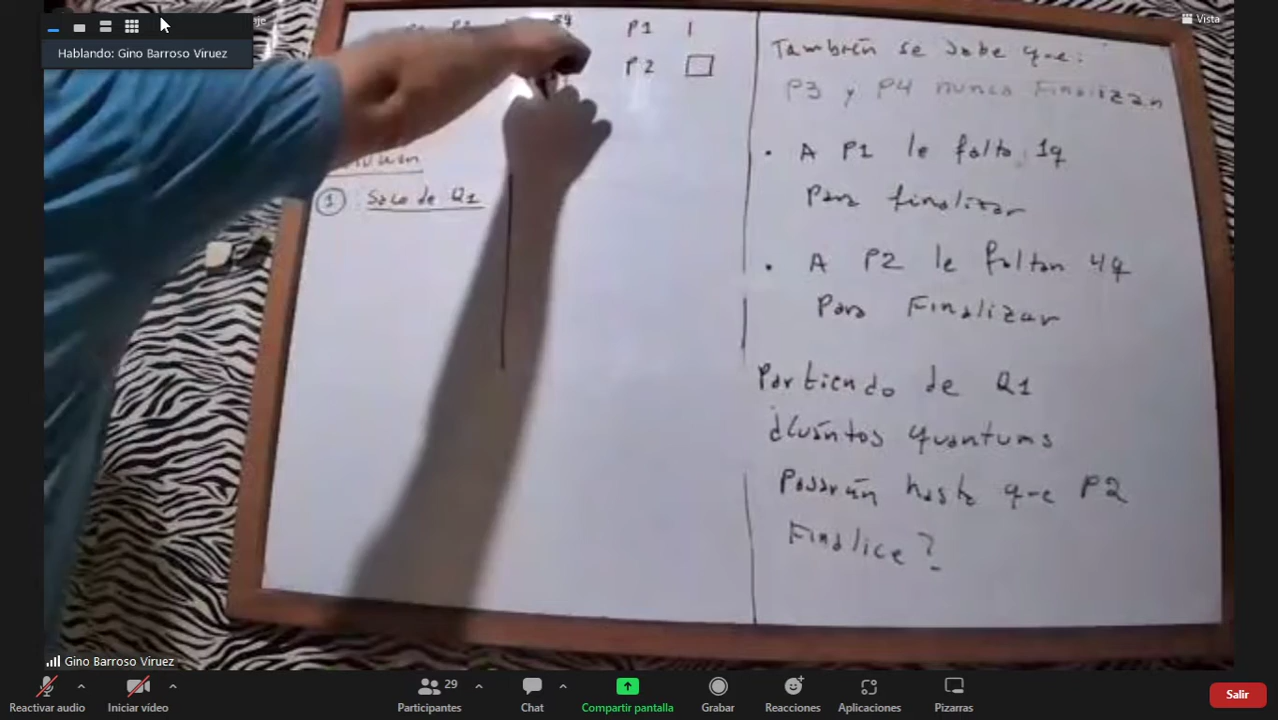 Hablando: Gino Barroso Viruez
Vista
P1 1
P2
1 Saco de Q1
También se sabe que:
P3 y P4 nunca Finalizan
• A P1 le falta 1q
Para finalizar
• A P2 le faltan 4q
Para Finalizar
Partiendo de Q1
¿Cuántos quantums
Pasarán hasta que P2
Finalice?
Gino Barroso Viruez
Reactivar audio
Iniciar vídeo
29
Participantes
Chat
Compartir pantalla
Grabar
Reacciones
Aplicaciones
Pizarras
Salir